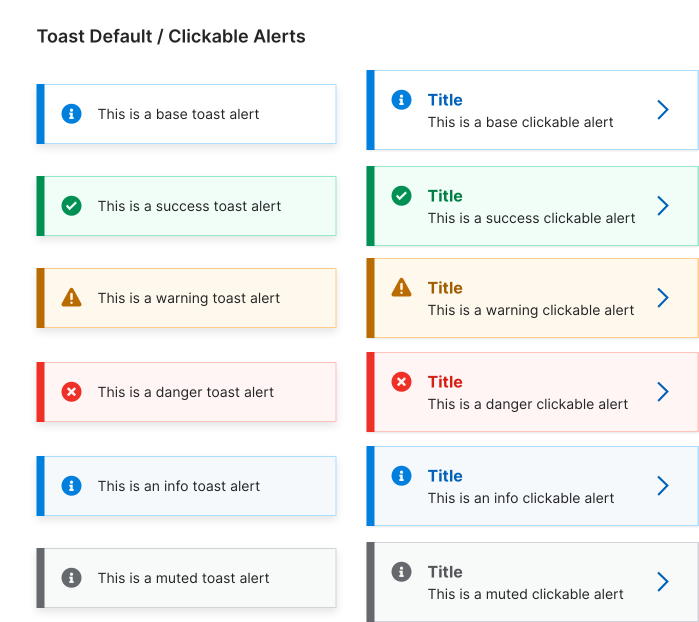 Toast Default / Clickable Alerts
This is a base toast alert
Title
This is a base clickable alert
This is a success toast alert
Title
This is a success clickable alert
This is a warning toast alert
Title
This is a warning clickable alert
This is a danger toast alert
Title
This is a danger clickable alert
This is an info toast alert
Title
This is an info clickable alert
This is a muted toast alert
Title
This is a muted clickable alert